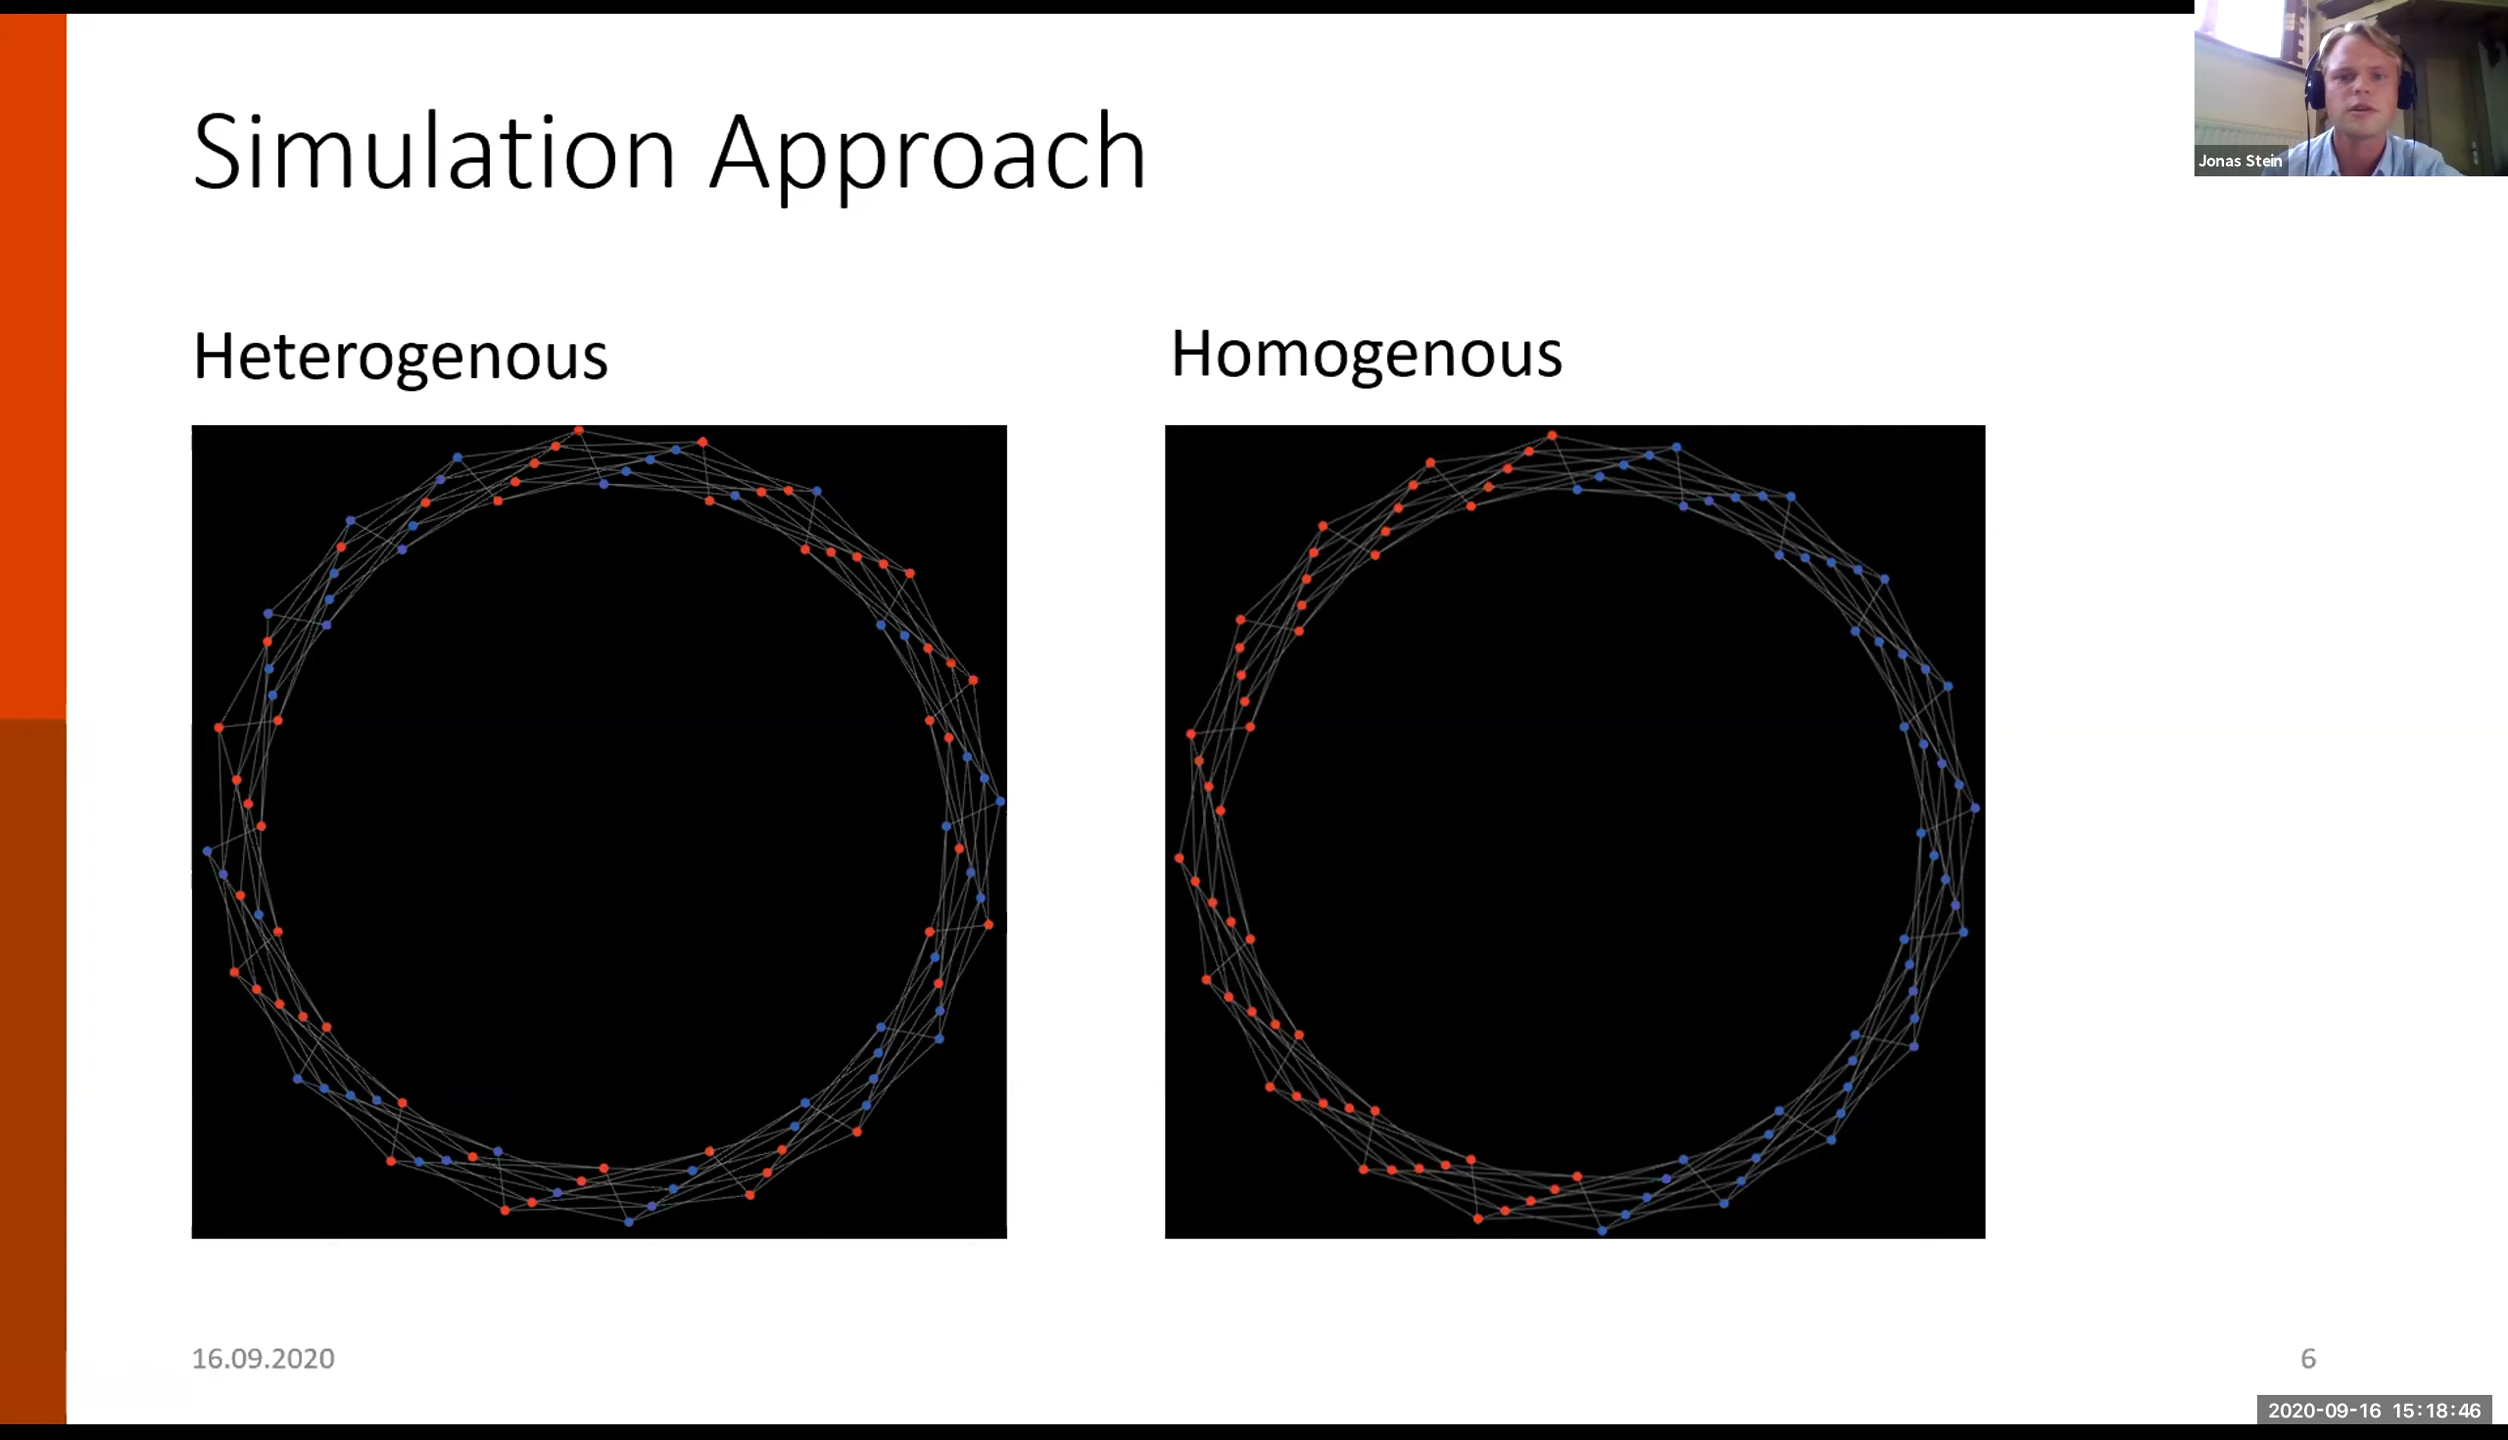 Jonas Stein
Simulation Approach
Heterogenous
Homogenous
16.09.2020
6
2020-09-16 15:18:46